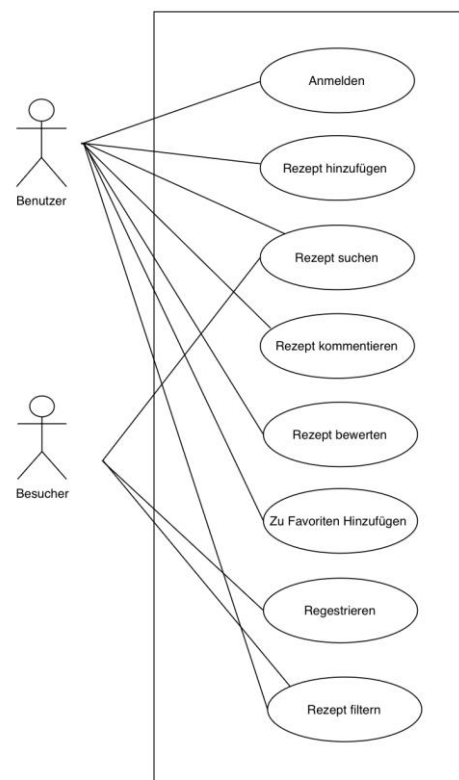 Anmelden
Rezept hinzufügen
Benutzer
Rezept suchen
Rezept kommentieren
Rezept bewerten
Besucher
Zu Favoriten Hinzufügen
Regestrieren
Rezept filtern